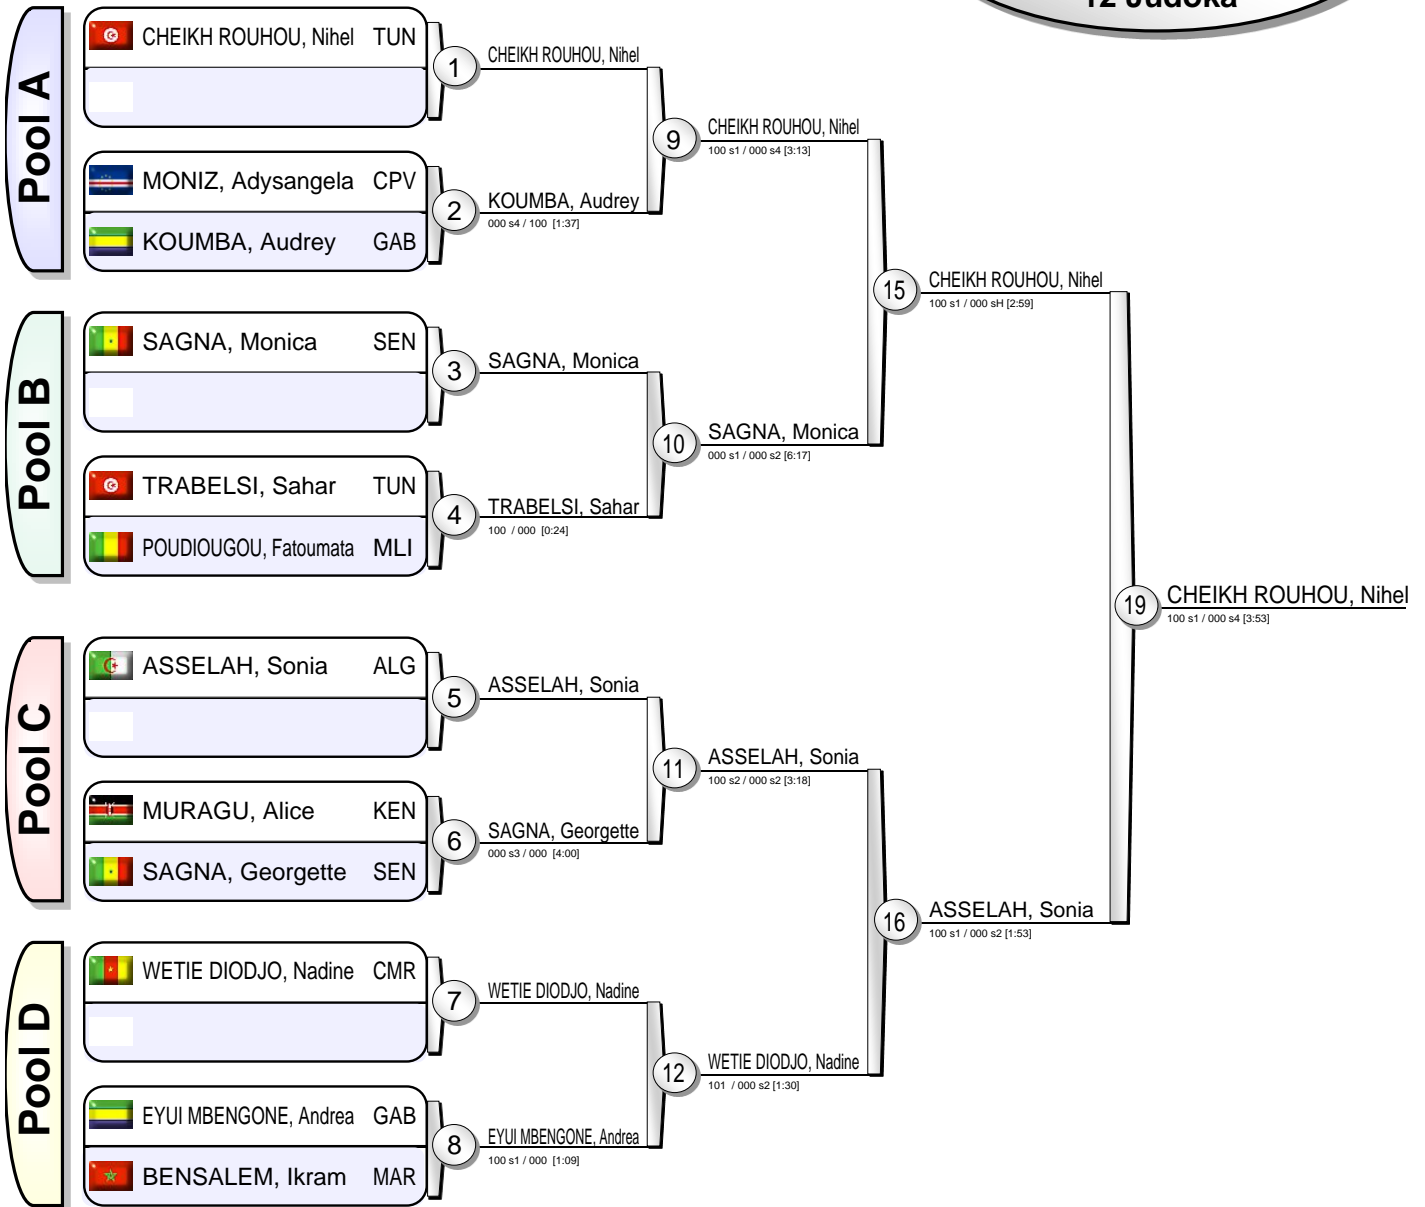 12 Judoka
Pool A
CHEIKH ROUHOU, Nihel TUN
1
CHEIKH ROUHOU, Nihel
MONIZ, Adysangela CPV
KOUMBA, Audrey GAB
2
KOUMBA, Audrey
000 s4 / 100 [1:37]
9
CHEIKH ROUHOU, Nihel
100 s1 / 000 s4 [3:13]
Pool B
SAGNA, Monica SEN
3
SAGNA, Monica
TRABELSI, Sahar TUN
POUDIOUGOU, Fatoumata MLI
4
TRABELSI, Sahar
100 / 000 [0:24]
10
SAGNA, Monica
000 s1 / 000 s2 [6:17]
15
CHEIKH ROUHOU, Nihel
100 s1 / 000 sH [2:59]
Pool C
ASSELAH, Sonia ALG
5
ASSELAH, Sonia
MURAGU, Alice KEN
SAGNA, Georgette SEN
6
SAGNA, Georgette
000 s3 / 000 [4:00]
11
ASSELAH, Sonia
100 s2 / 000 s2 [3:18]
Pool D
WETIE DIODJO, Nadine CMR
7
WETIE DIODJO, Nadine
EYUI MBENGONE, Andrea GAB
BENSALEM, Ikram MAR
8
EYUI MBENGONE, Andrea
100 s1 / 000 [1:09]
12
WETIE DIODJO, Nadine
101 / 000 s2 [1:30]
16
ASSELAH, Sonia
100 s1 / 000 s2 [1:53]
19
CHEIKH ROUHOU, Nihel
100 s1 / 000 s4 [3:53]